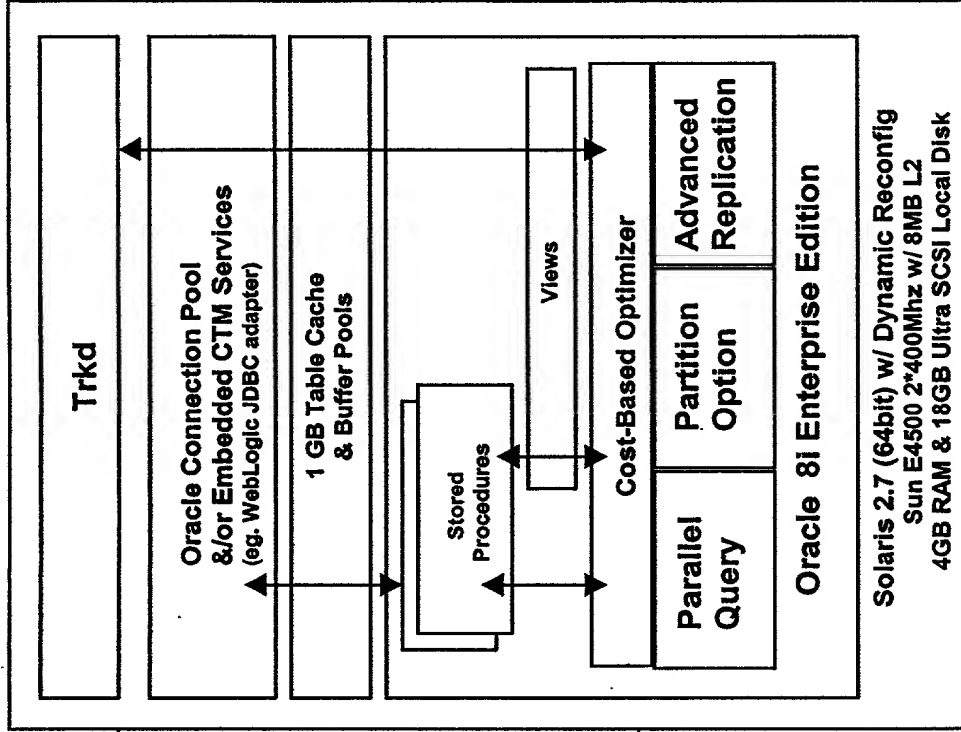 Trkd
Oracle Connection Pool
&/or Embedded CTM Services
(eg. WebLogic JDBC adapter)
1 GB Table Cache
& Buffer Pools
Stored
Procedures
Views
Cost-Based Optimizer
Parallel
Query
Partition
Option
Advanced
Replication
Oracle 8i Enterprise Edition
Solaris 2.7 (64bit) w/ Dynamic Reconfig
Sun E4500 2*400Mhz w/ 8MB L2
4GB RAM & 18GB Ultra SCSI Local Disk